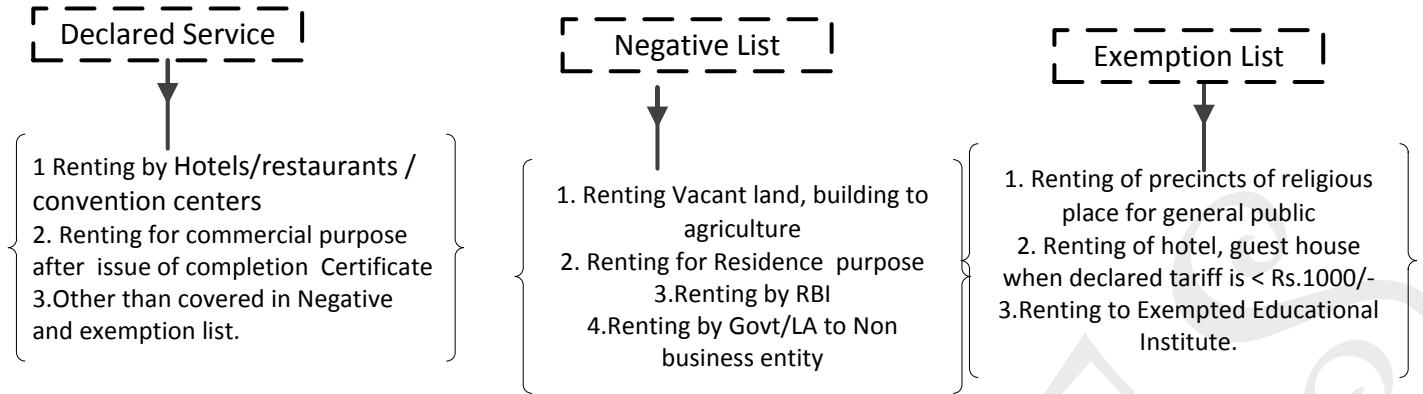 Declared Service
1 Renting by Hotels/restaurants /
convention centers
2. Renting for commercial purpose
after issue of completion Certificate
3.Other than covered in Negative
and exemption list.
Negative List
1. Renting Vacant land, building to
agriculture
2. Renting for Residence purpose
3.Renting by RBI
4.Renting by Govt/LA to Non
business entity
Exemption List
1. Renting of precincts of religious
place for general public
2. Renting of hotel, guest house
when declared tariff is < Rs.1000/-
3.Renting to Exempted Educational
Institute.